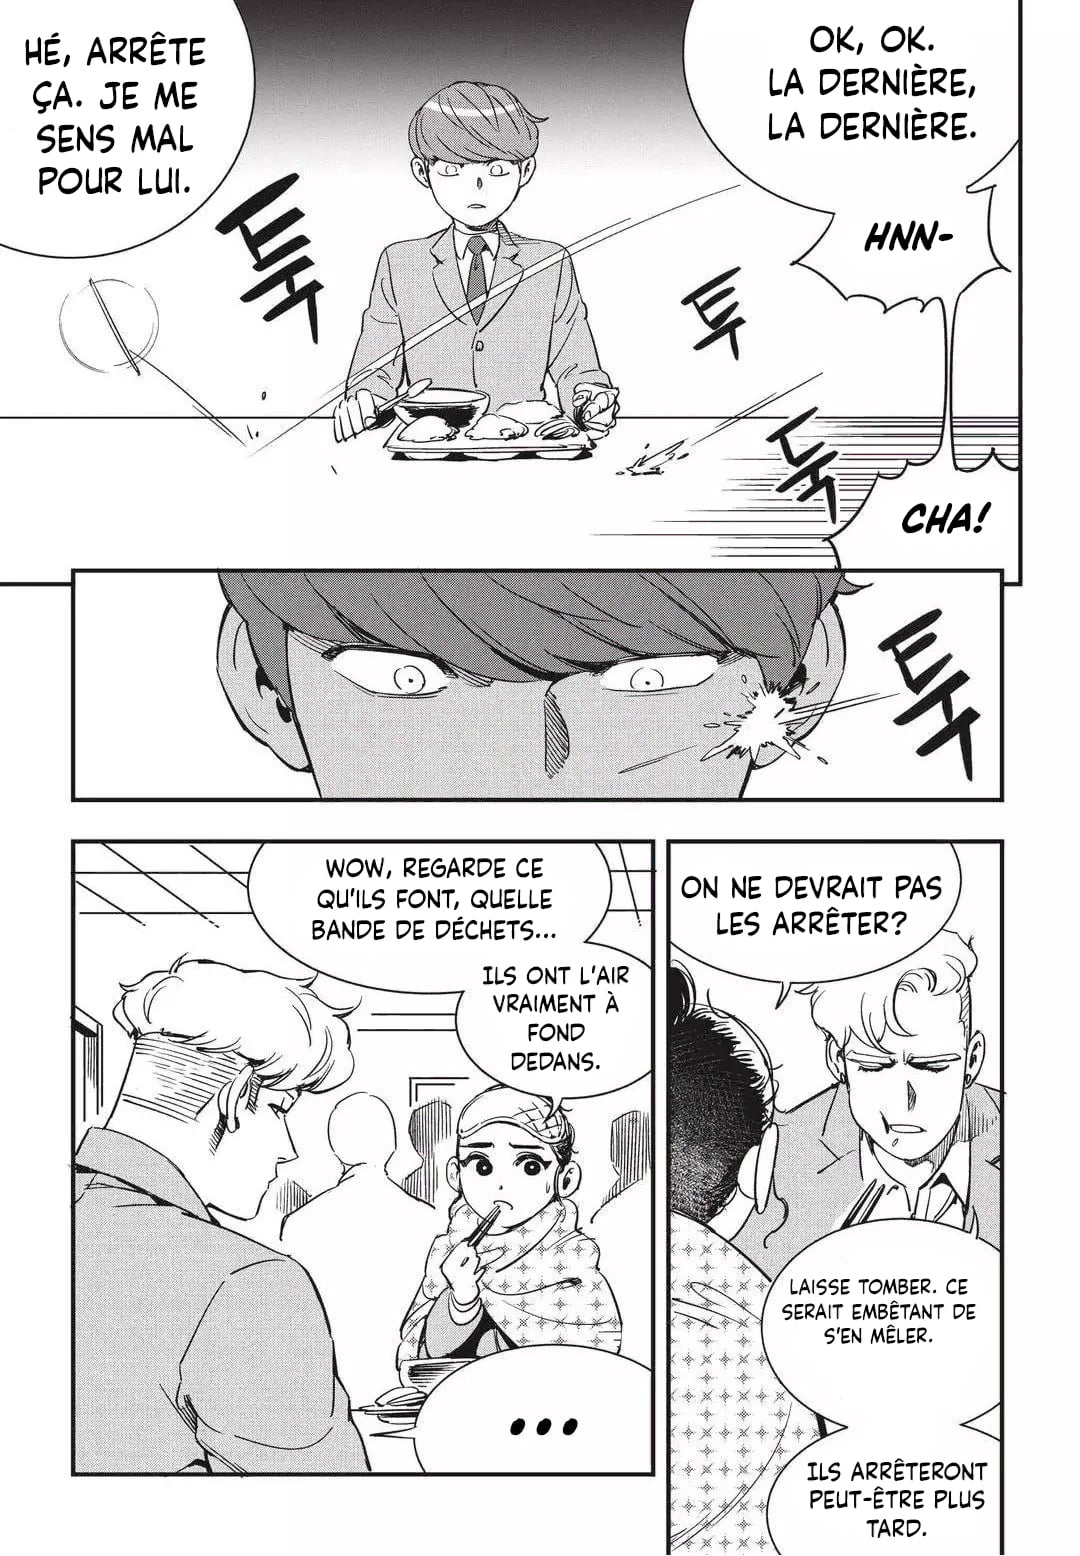 HÉ, ARRÊTE
ÇA. JE ME
SENS MAL
POUR LUI.
OK, OK.
LA DERNIÈRE,
LA DERNIÈRE.
HNN-
툭
툭
툭
CHA!
툭
WOW, REGARDE CE
QU'ILS FONT, QUELLE
BANDE DE DÉCHETS...
ILS ONT L'AIR
VRAIMENT À
FOND
DEDANS.
...
ON NE DEVRAIT PAS
LES ARRÊTER?
LAISSE TOMBER. CE
SERAIT EMBÊTANT DE
S'EN MÊLER.
ILS ARRÊTERONT
PEUT-ÊTRE PLUS
TARD.